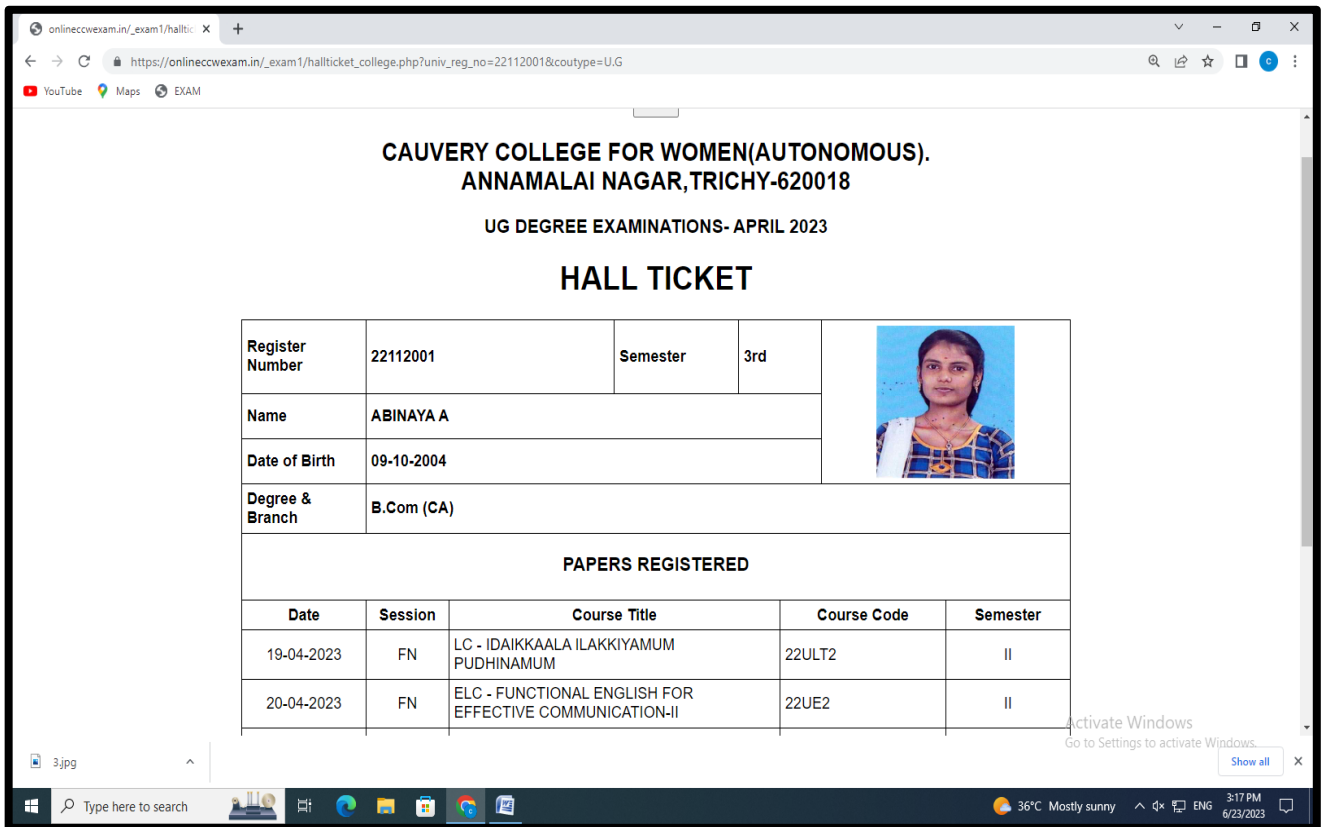 onlineccwexam.in/_exam1/halltic
https://onlineccwexam.in/_exam1/hallticket_college.php?univ_reg_no=22112001&coutype=U.G
C
YouTube Maps EXAM
CAUVERY COLLEGE FOR WOMEN(AUTONOMOUS).
ANNAMALAI NAGAR,TRICHY-620018
UG DEGREE EXAMINATIONS- APRIL 2023
HALL TICKET
Register Number 22112001 Semester 3rd
Name ABINAYA A
Date of Birth 09-10-2004
Degree & Branch B.Com (CA)
PAPERS REGISTERED
Date Session Course Title Course Code Semester
19-04-2023 FN LC - IDAIKKAALA ILAKKIYAMUM PUDHINAMUM 22ULT2 II
20-04-2023 FN ELC - FUNCTIONAL ENGLISH FOR EFFECTIVE COMMUNICATION-II 22UE2 II
Activate Windows
Go to Settings to activate Windows.
3.jpg Show all
Type here to search 36°C Mostly sunny ENG 3:17 PM
6/23/2023